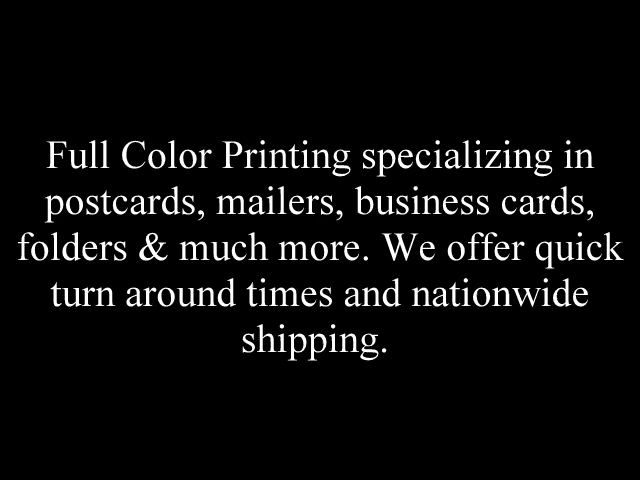 Full Color Printing specializing in
postcards, mailers, business cards,
folders & much more. We offer quick
turn around times and nationwide
shipping.